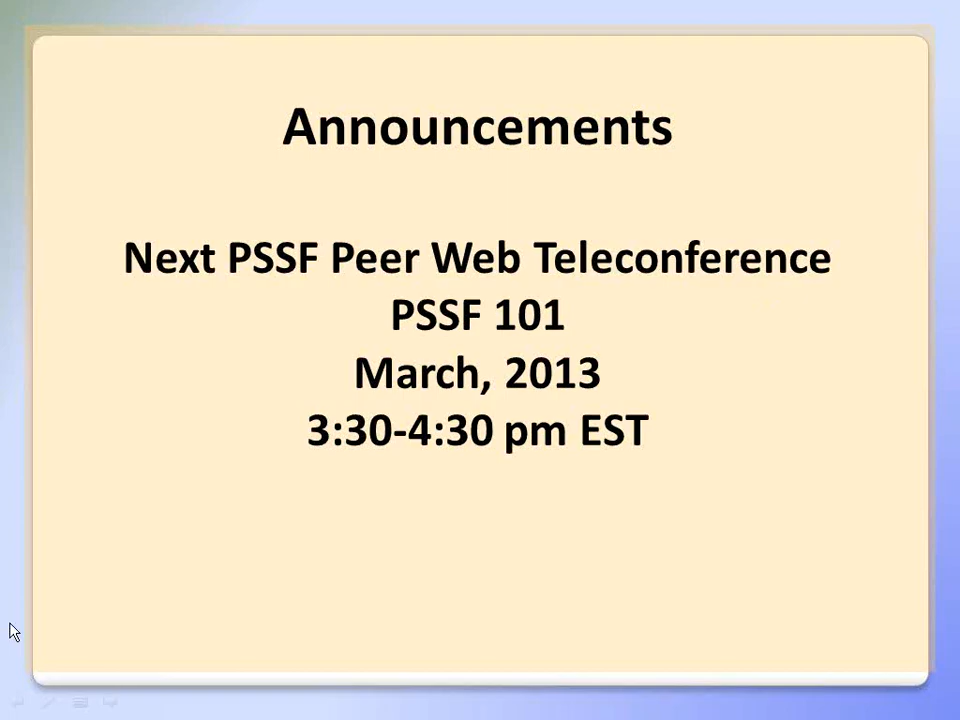 Announcements
Next PSSF Peer Web Teleconference
PSSF 101
March, 2013
3:30-4:30 pm EST